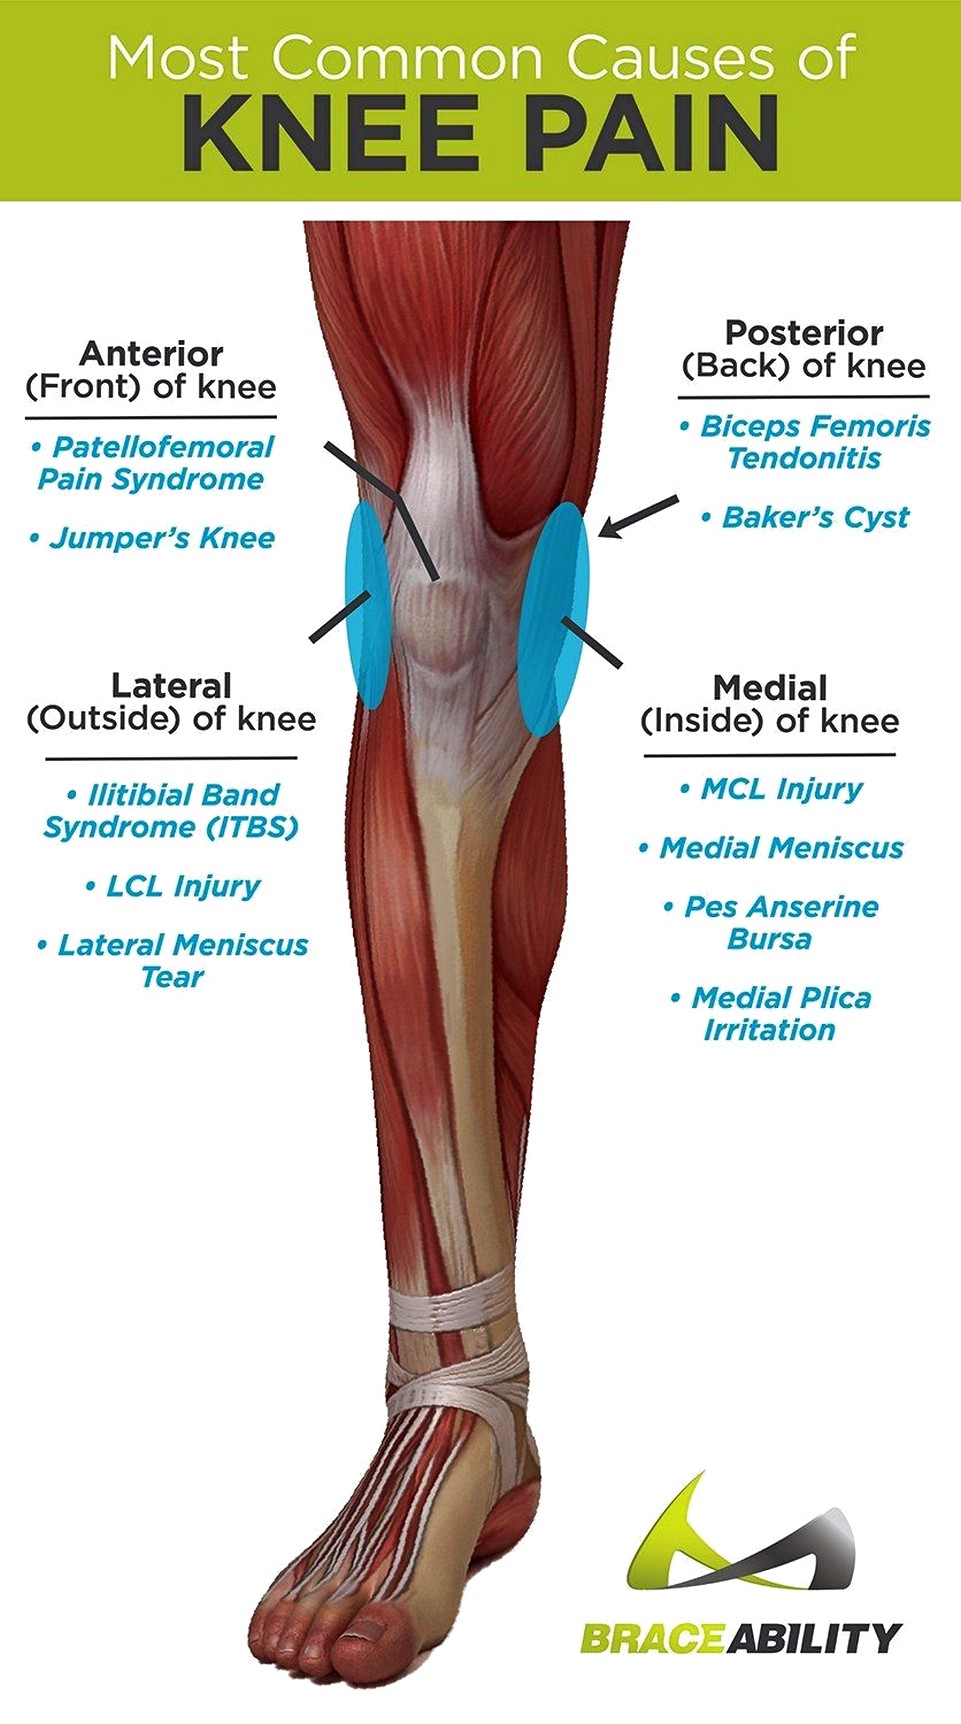 Most Common Causes of
KNEE PAIN
Anterior
(Front) of knee
• Patellofemoral
Pain Syndrome
• Jumper's Knee
Posterior
(Back) of knee
• Biceps Femoris
Tendonitis
• Baker's Cyst
Lateral
(Outside) of knee
• Ilitibial Band
Syndrome (ITBS)
• LCL Injury
• Lateral Meniscus
Tear
Medial
(Inside) of knee
• MCL Injury
• Medial Meniscus
• Pes Anserine
Bursa
• Medial Plica
Irritation
BRACEABILITY